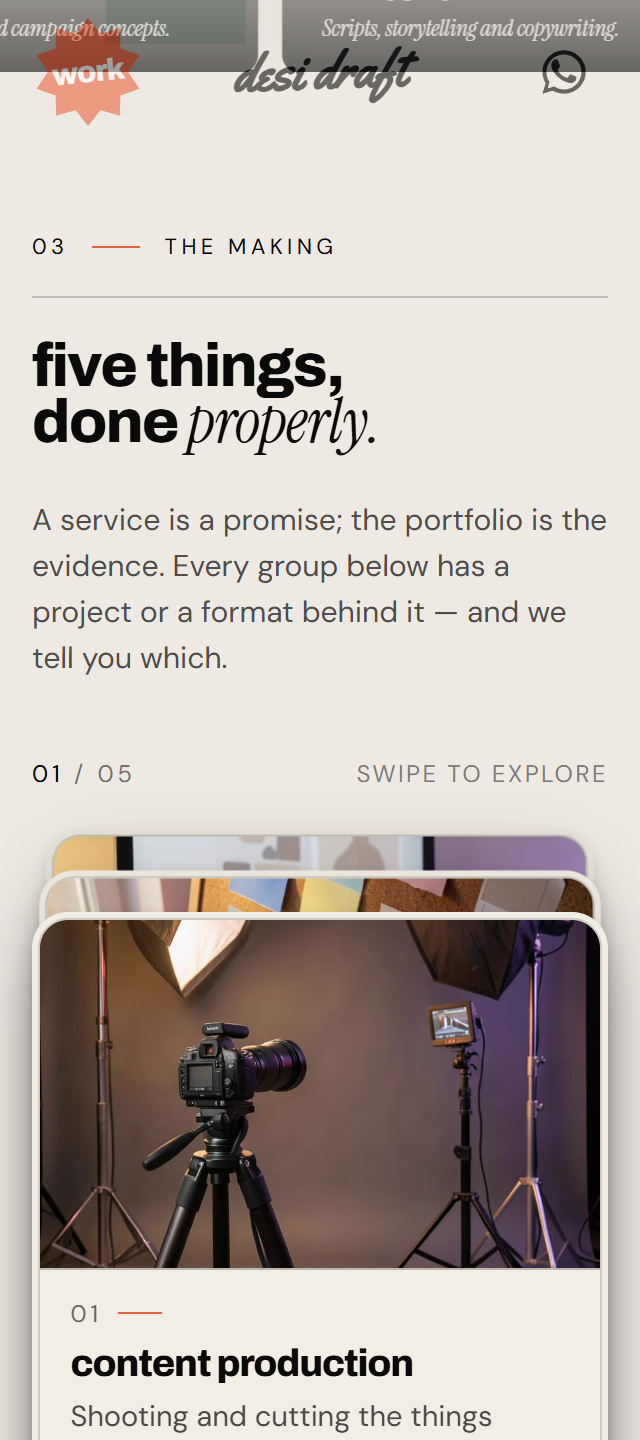 campaign concepts.
Scripts, storytelling and copywriting.
work
desi draft
03 — THE MAKING
five things,
done properly.
A service is a promise; the portfolio is the
evidence. Every group below has a
project or a format behind it — and we
tell you which.
01 / 05
SWIPE TO EXPLORE
01
content production
Shooting and cutting the things